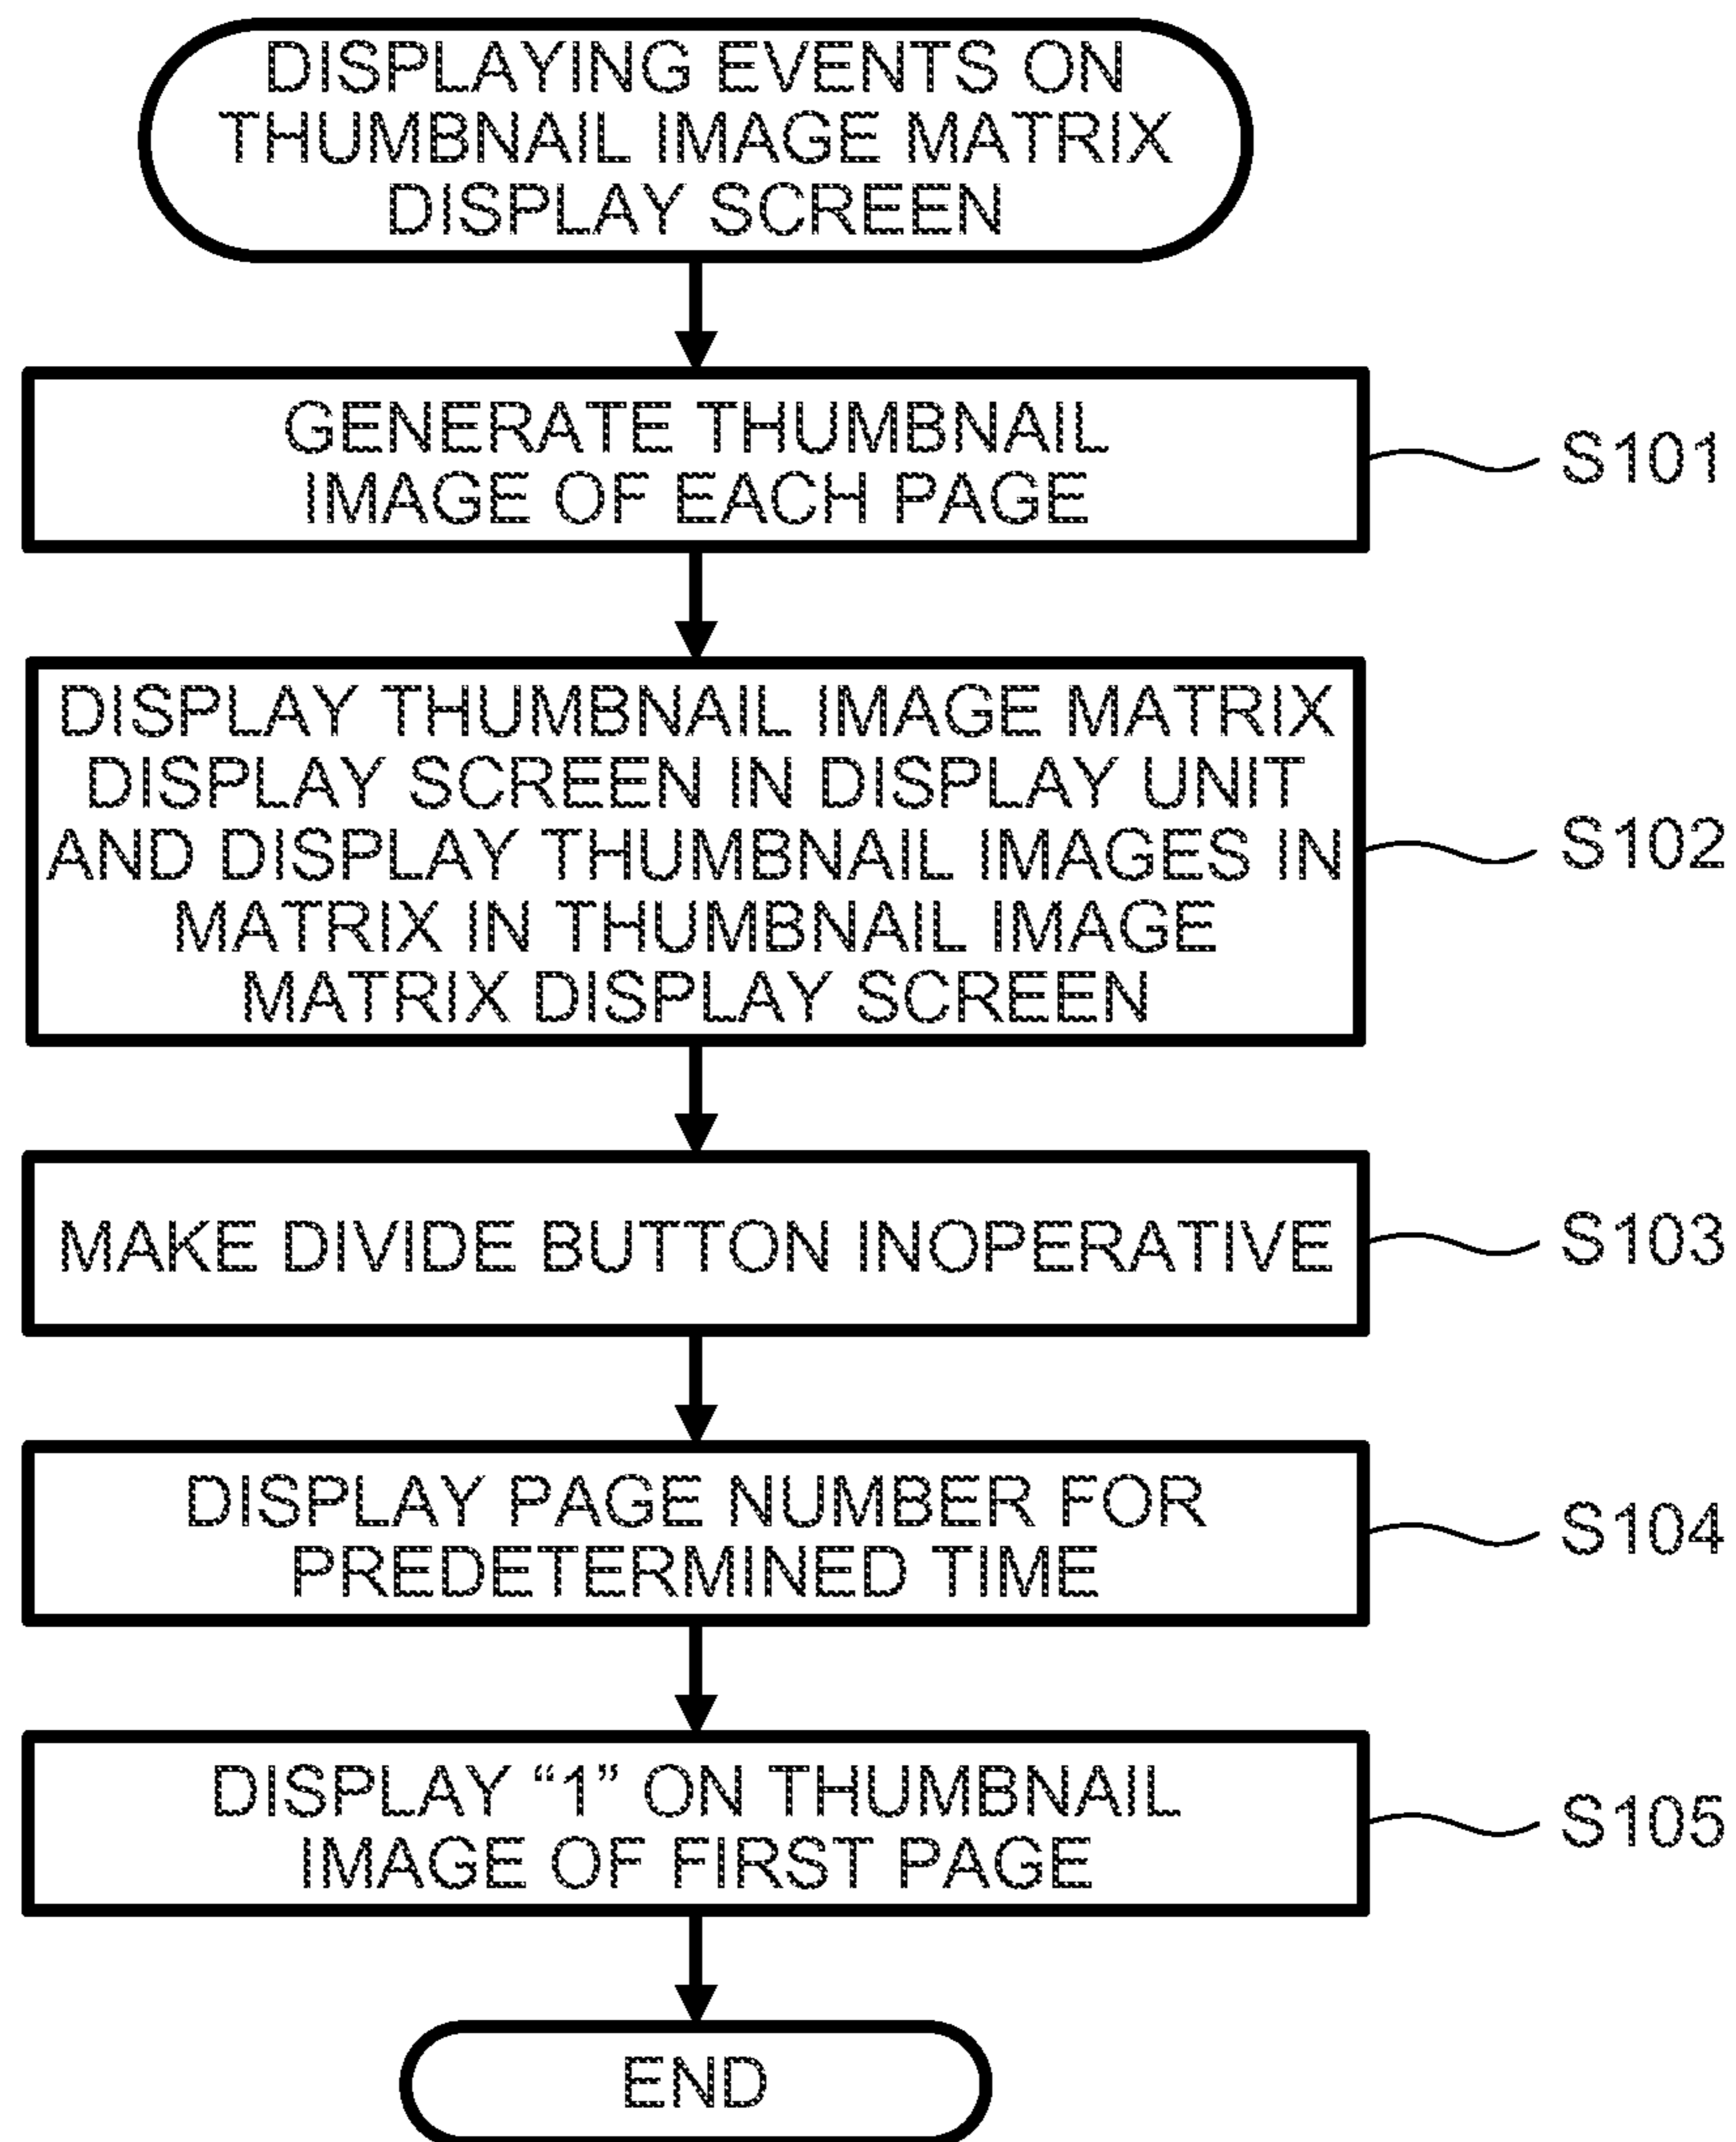 DISPLAYING EVENTS ON
THUMBNAIL IMAGE MATRIX
DISPLAY SCREEN
GENERATE THUMBNAIL
IMAGE OF EACH PAGE
S101
DISPLAY THUMBNAIL IMAGE MATRIX
DISPLAY SCREEN IN DISPLAY UNIT
AND DISPLAY THUMBNAIL IMAGES IN
MATRIX IN THUMBNAIL IMAGE
MATRIX DISPLAY SCREEN
S102
MAKE DIVIDE BUTTON INOPERATIVE
S103
DISPLAY PAGE NUMBER FOR
PREDETERMINED TIME
S104
DISPLAY “1” ON THUMBNAIL
IMAGE OF FIRST PAGE
S105
END